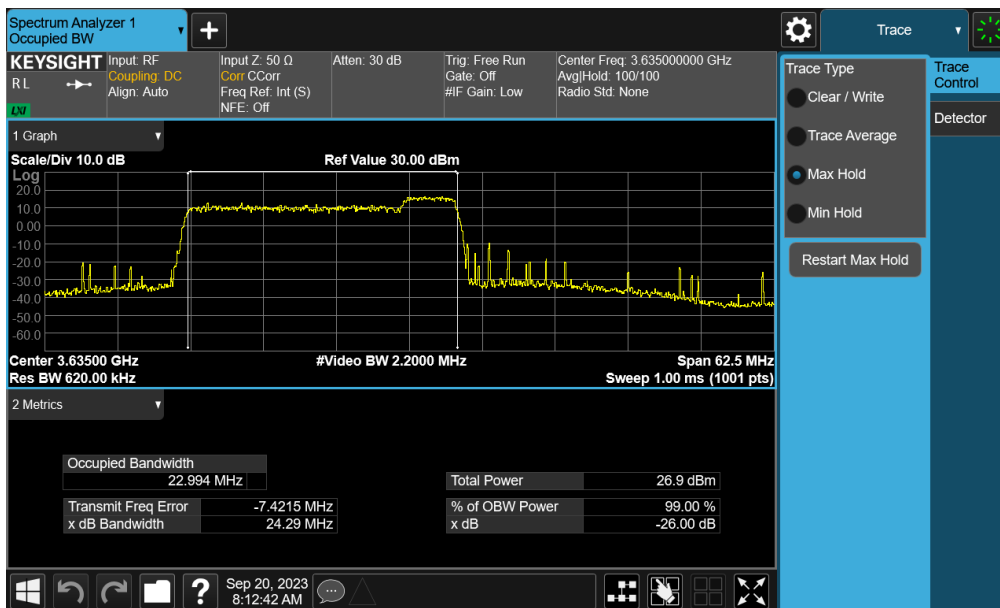 Spectrum Analyzer 1
Occupied BW
+
Trace
KEYSIGHT
R L
LXI
Input: RF
Coupling: DC
Align: Auto
Input Z: 50 Ω
Corr CCorr
Freq Ref: Int (S)
NFE: Off
Atten: 30 dB
Trig: Free Run
Gate: Off
#IF Gain: Low
Center Freq: 3.635000000 GHz
Avg|Hold: 100/100
Radio Std: None
Trace Type
Clear / Write
Trace Average
Max Hold
Min Hold
Restart Max Hold
Trace
Control
Detector
1 Graph
Scale/Div 10.0 dB
Ref Value 30.00 dBm
Log
20.0
10.0
0.00
-10.0
-20.0
-30.0
-40.0
-50.0
-60.0
Center 3.63500 GHz
#Video BW 2.2000 MHz
Span 62.5 MHz
Res BW 620.00 kHz
Sweep 1.00 ms (1001 pts)
2 Metrics
Occupied Bandwidth
22.994 MHz
Transmit Freq Error -7.4215 MHz
x dB Bandwidth 24.29 MHz
Total Power 26.9 dBm
% of OBW Power 99.00 %
x dB -26.00 dB
?
Sep 20, 2023
8:12:42 AM